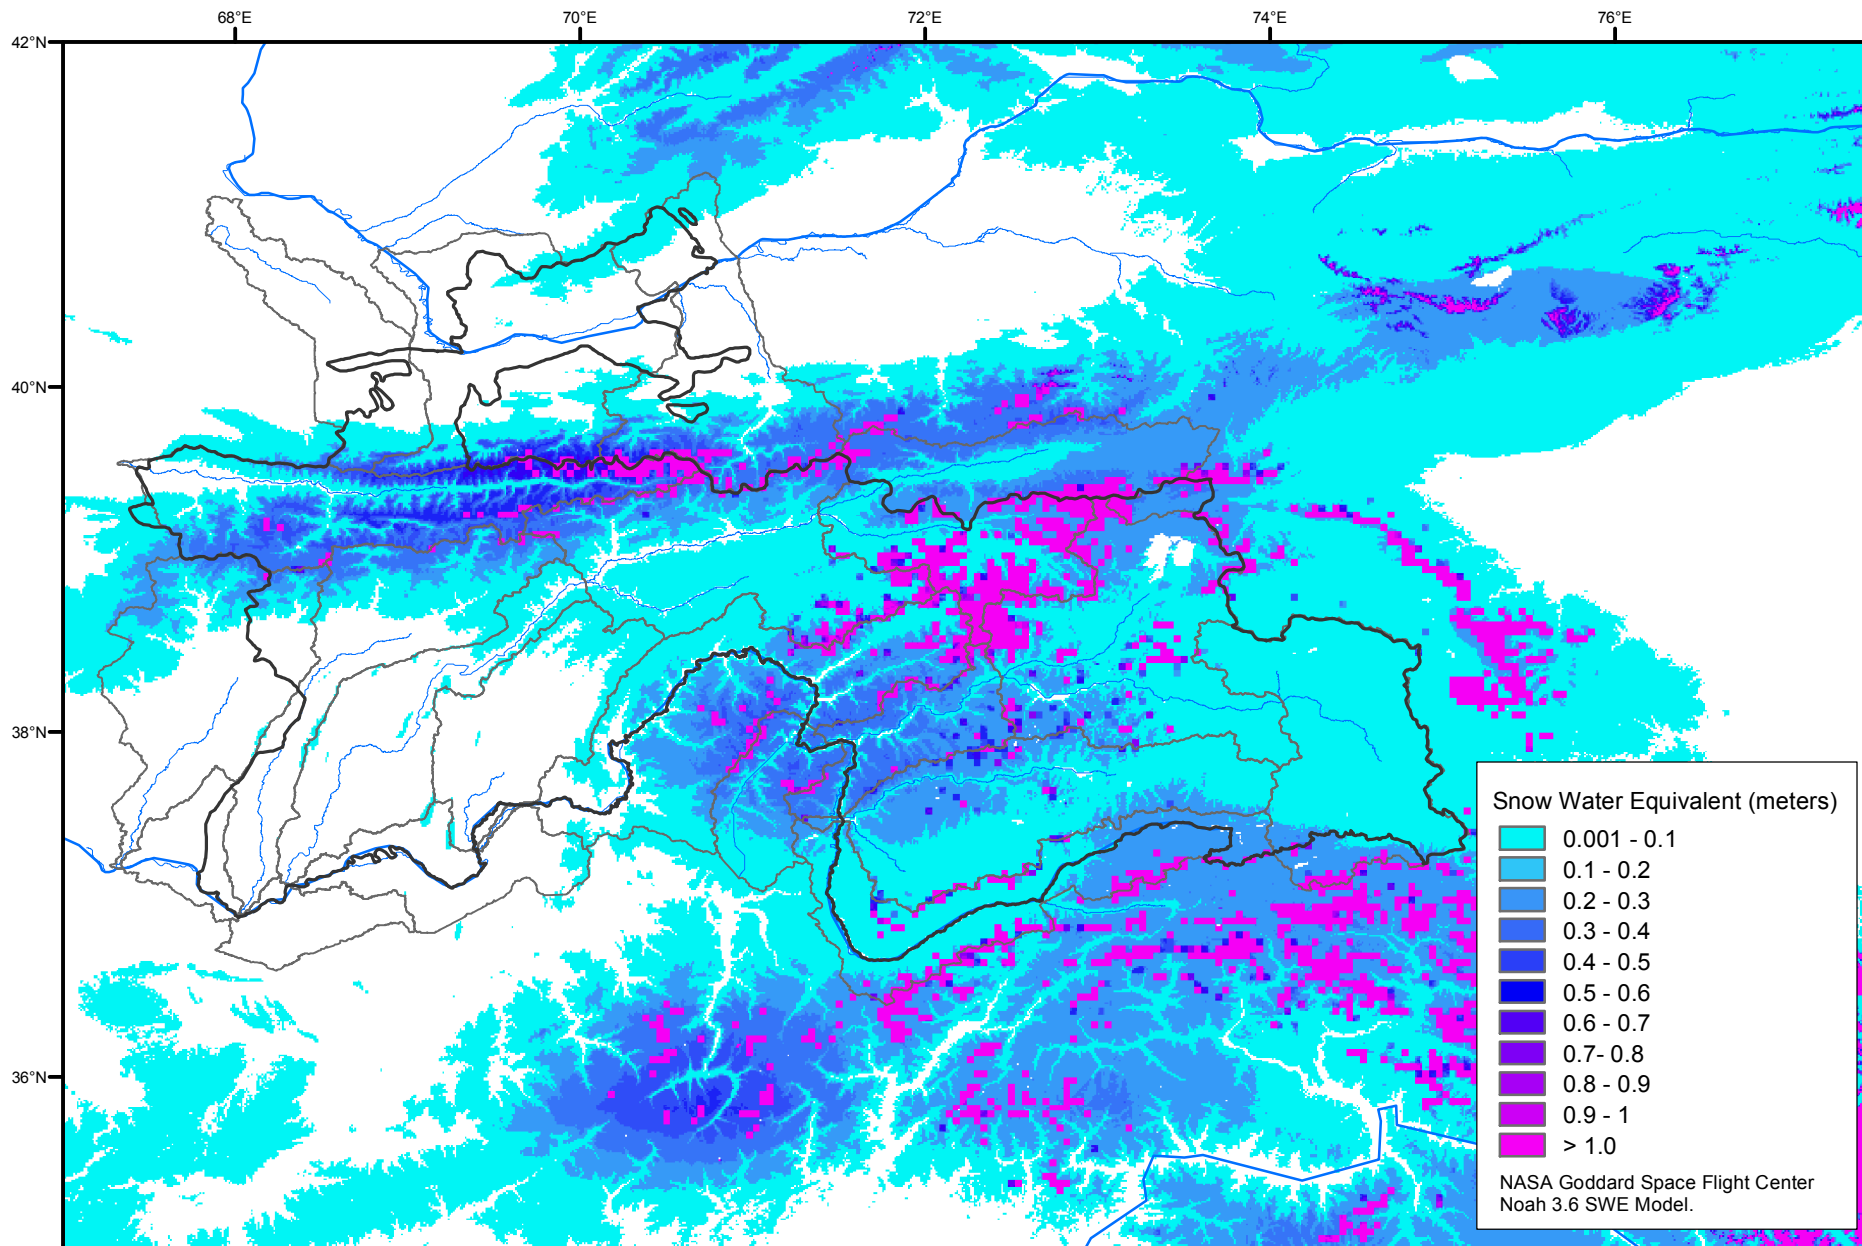 68°E
70°E
72°E
74°E
76°E
42°N
40°N
38°N
36°N
Snow Water Equivalent (meters)
0.001 - 0.1
0.1 - 0.2
0.2 - 0.3
0.3 - 0.4
0.4 - 0.5
0.5 - 0.6
0.6 - 0.7
0.7- 0.8
0.8 - 0.9
0.9 - 1
> 1.0
NASA Goddard Space Flight Center
Noah 3.6 SWE Model.